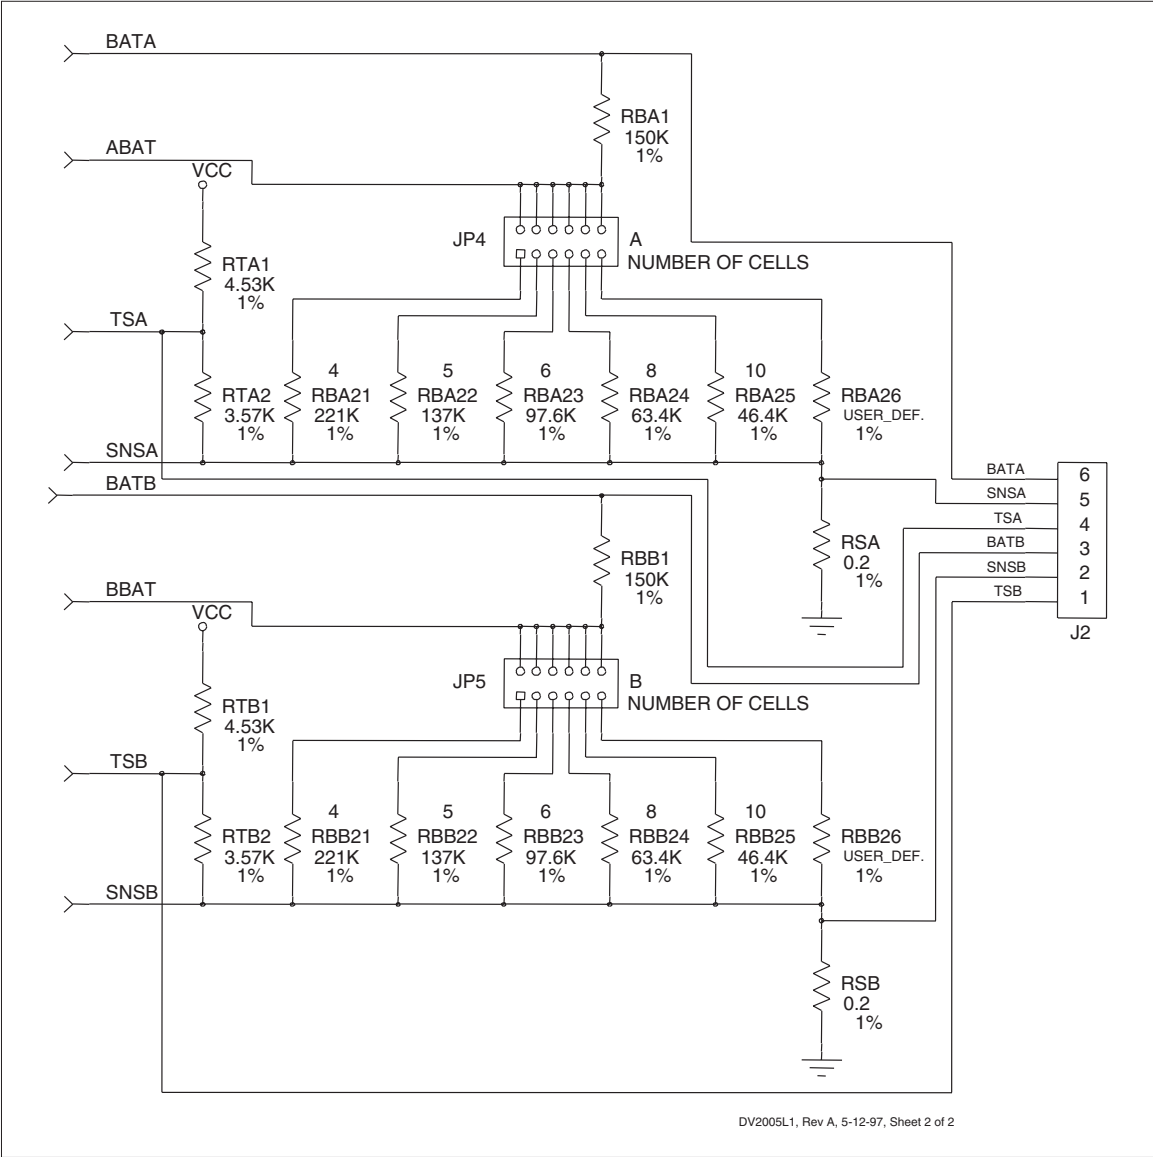 BATA
RBA1
150K
1%
ABAT
VCC
JP4
A
NUMBER OF CELLS
RTA1
4.53K
1%
TSA
4
5
6
8
10
RTA2
3.57K
1%
RBA21
221K
1%
RBA22
137K
1%
RBA23
97.6K
1%
RBA24
63.4K
1%
RBA25
46.4K
1%
RBA26
USER_DEF.
1%
SNSA
BATB
BATA
6
SNSA
5
TSA
4
BATB
3
SNSB
2
TSB
1
J2
RSA
0.2
1%
RBB1
150K
1%
BBAT
VCC
JP5
B
NUMBER OF CELLS
RTB1
4.53K
1%
TSB
4
5
6
8
10
RTB2
3.57K
1%
RBB21
221K
1%
RBB22
137K
1%
RBB23
97.6K
1%
RBB24
63.4K
1%
RBB25
46.4K
1%
RBB26
USER_DEF.
1%
SNSB
RSB
0.2
1%
DV2005L1, Rev A, 5-12-97, Sheet 2 of 2